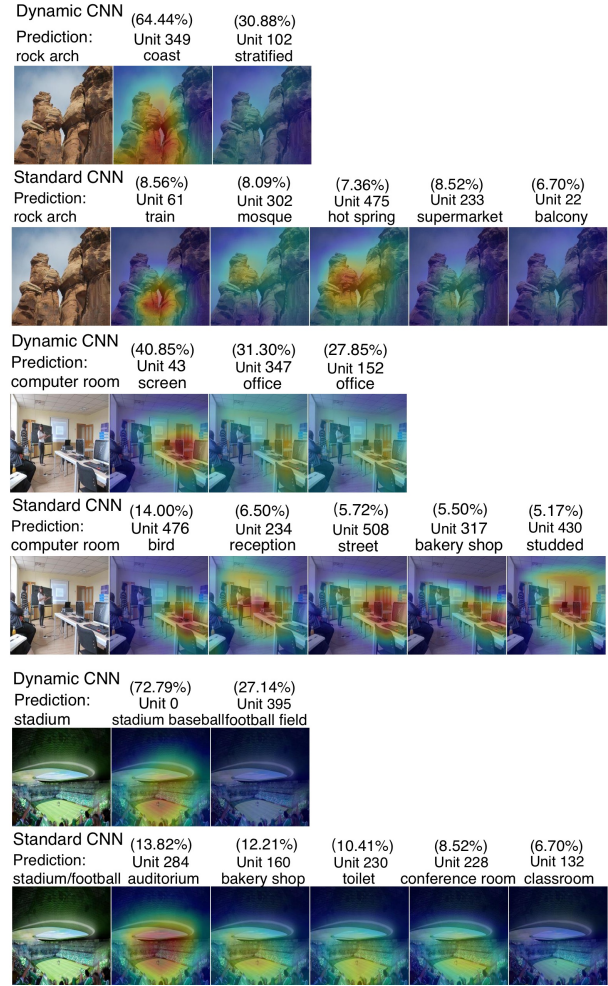 Dynamic CNN (64.44%) (30.88%)
Prediction: Unit 349 Unit 102
rock arch coast stratified
Standard CNN (8.56%) (8.09%) (7.36%) (8.52%) (6.70%)
Prediction: Unit 61 Unit 302 Unit 475 Unit 233 Unit 22
rock arch train mosque hot spring supermarket balcony
Dynamic CNN (40.85%) (31.30%) (27.85%)
Prediction: Unit 43 Unit 347 Unit 152
computer room screen office office
Standard CNN (14.00%) (6.50%) (5.72%) (5.50%) (5.17%)
Prediction: Unit 476 Unit 234 Unit 508 Unit 317 Unit 430
computer room bird reception street bakery shop studded
Dynamic CNN (72.79%) (27.14%)
Prediction: Unit 0 Unit 395
stadium stadium baseball football field
Standard CNN (13.82%) (12.21%) (10.41%) (8.52%) (6.70%)
Prediction: Unit 284 Unit 160 Unit 230 Unit 228 Unit 132
stadium/football auditorium bakery shop toilet conference room classroom